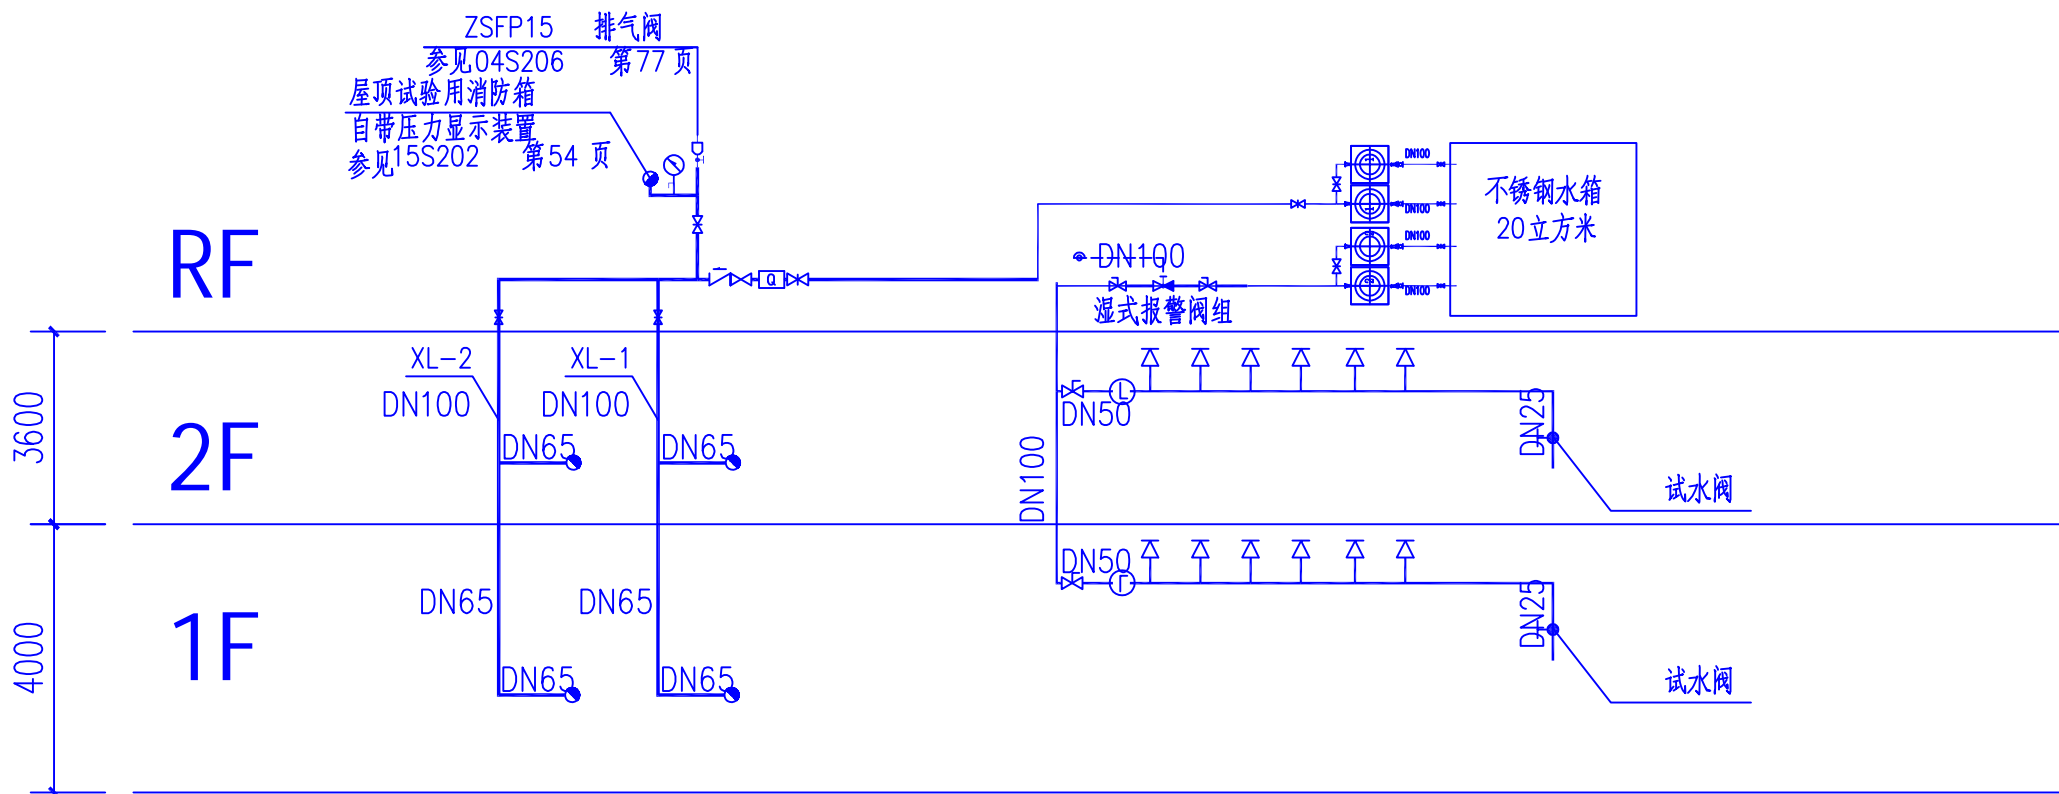 ZSFP15 排气阀
参见04S206 第77 页
屋顶试验用消防箱
自带压力显示装置
参见15S202 第54 页
DN100
不锈钢水箱
20立方米
DN100
DN100
DN100
RF
Q
DN100
湿式报警阀组
XL-2
XL-1
DN100
DN100
3600
2F
DN65
DN65
L
DN50
DN100
DN25
试水阀
DN50
4000
1F
DN65
DN65
DN65
DN65
DN25
试水阀